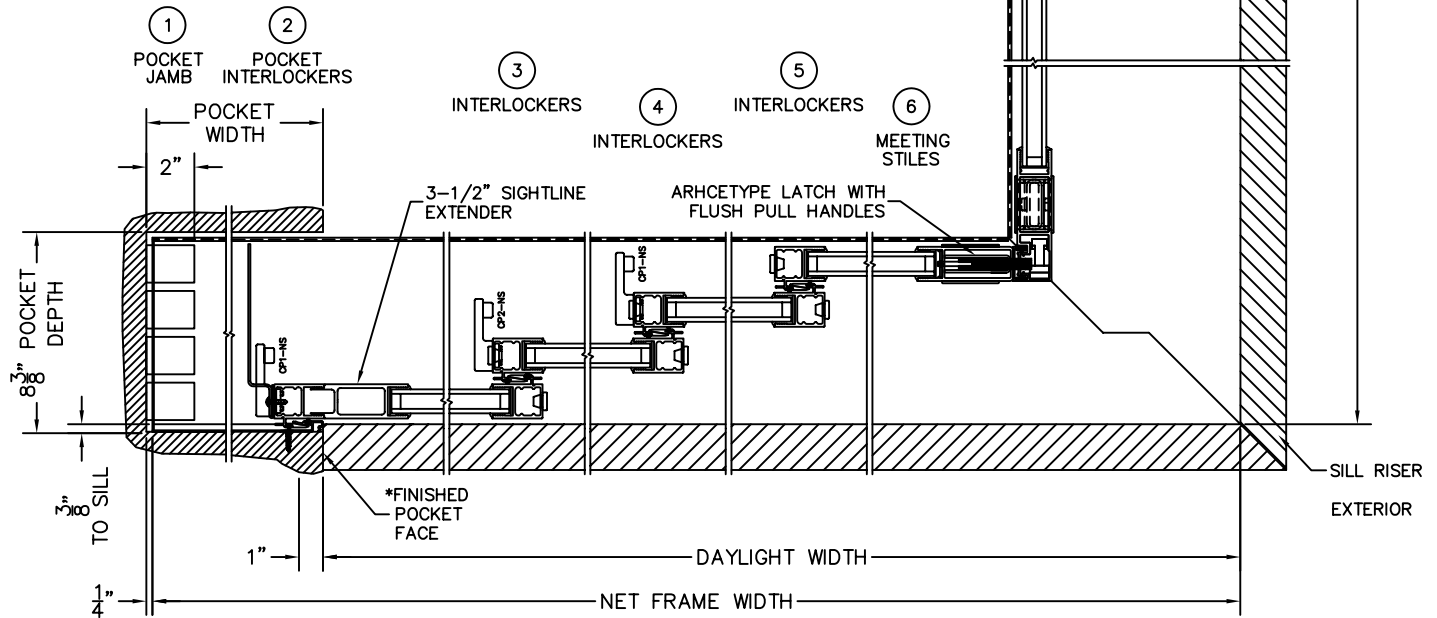 1
POCKET
JAMB
2
POCKET
INTERLOCKERS
3
INTERLOCKERS
4
INTERLOCKERS
5
INTERLOCKERS
6
MEETING
STILES
POCKET
WIDTH
2"
3-1/2" SIGHTLINE
EXTENDER
ARHCETYPE LATCH WITH
FLUSH PULL HANDLES
8 3/8" POCKET
DEPTH
CP1-NS
CP2-NS
CP1-NS
3/8"
TO SILL
*FINISHED
POCKET
FACE
SILL RISER
EXTERIOR
1"
DAYLIGHT WIDTH
1/4"
NET FRAME WIDTH